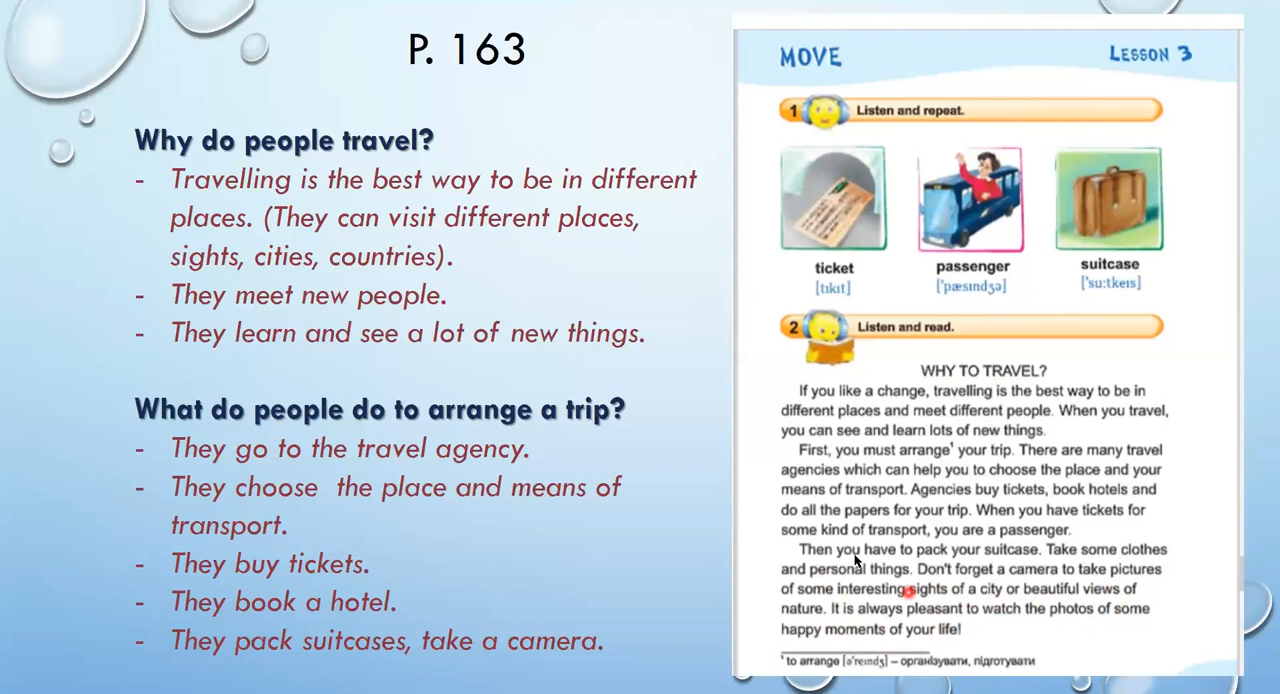 P. 163
Why do people travel?
- Travelling is the best way to be in different
places. (They can visit different places,
sights, cities, countries).
- They meet new people.
- They learn and see a lot of new things.
What do people do to arrange a trip?
- They go to the travel agency.
- They choose the place and means of
transport.
- They buy tickets.
- They book a hotel.
- They pack suitcases, take a camera.
MOVE
LESSON 3
1 Listen and repeat.
ticket passenger suitcase
[tıkıt] ['pæsındʒə] ['su:tkeıs]
2 Listen and read.
WHY TO TRAVEL?
If you like a change, travelling is the best way to be in
different places and meet different people. When you travel,
you can see and learn lots of new things.
First, you must arrange¹ your trip. There are many travel
agencies which can help you to choose the place and your
means of transport. Agencies buy tickets, book hotels and
do all the papers for your trip. When you have tickets for
some kind of transport, you are a passenger.
Then you have to pack your suitcase. Take some clothes
and personal things. Don't forget a camera to take pictures
of some interesting sights of a city or beautiful views of
nature. It is always pleasant to watch the photos of some
happy moments of your life!
¹ to arrange [ə'reındʒ] – організувати, підготувати